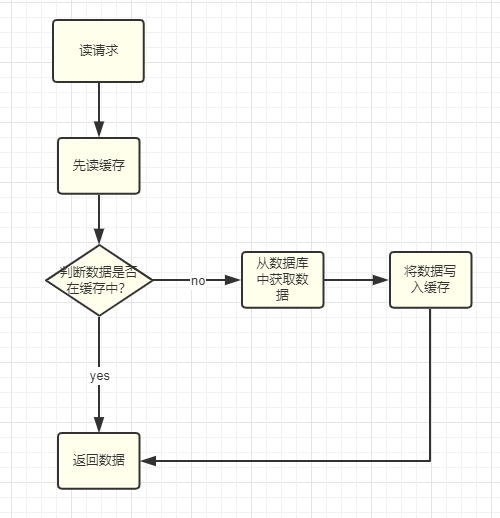 读请求
先读缓存
判断数据是否
在缓存中?
no
从数据库
中获取数
据
将数据写
入缓存
yes
返回数据